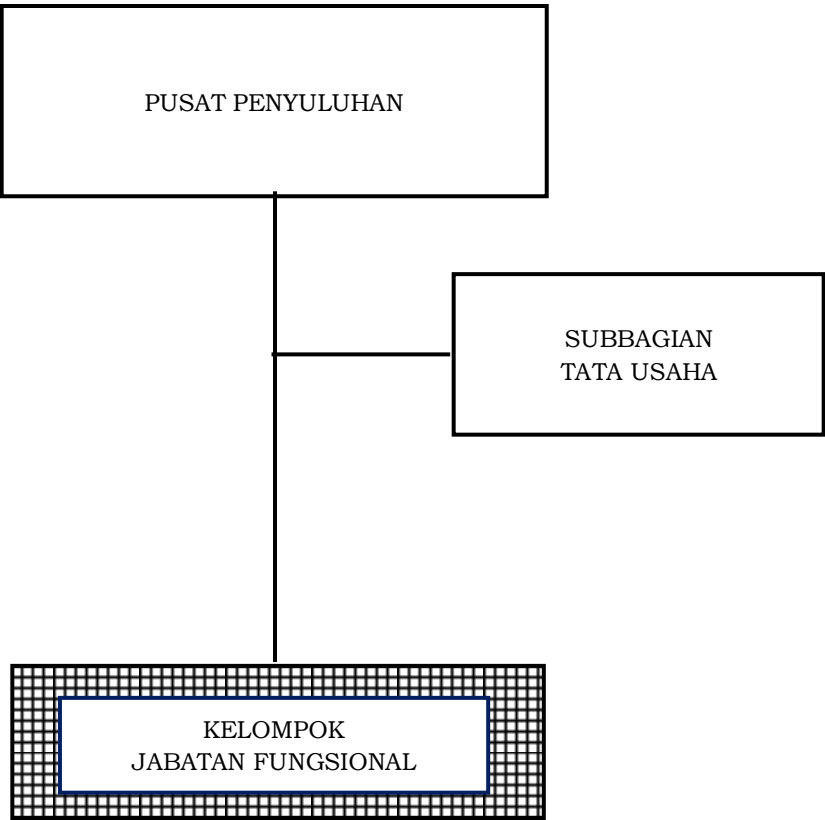 PUSAT PENYULUHAN
SUBBAGIAN
TATA USAHA
KELOMPOK
JABATAN FUNGSIONAL